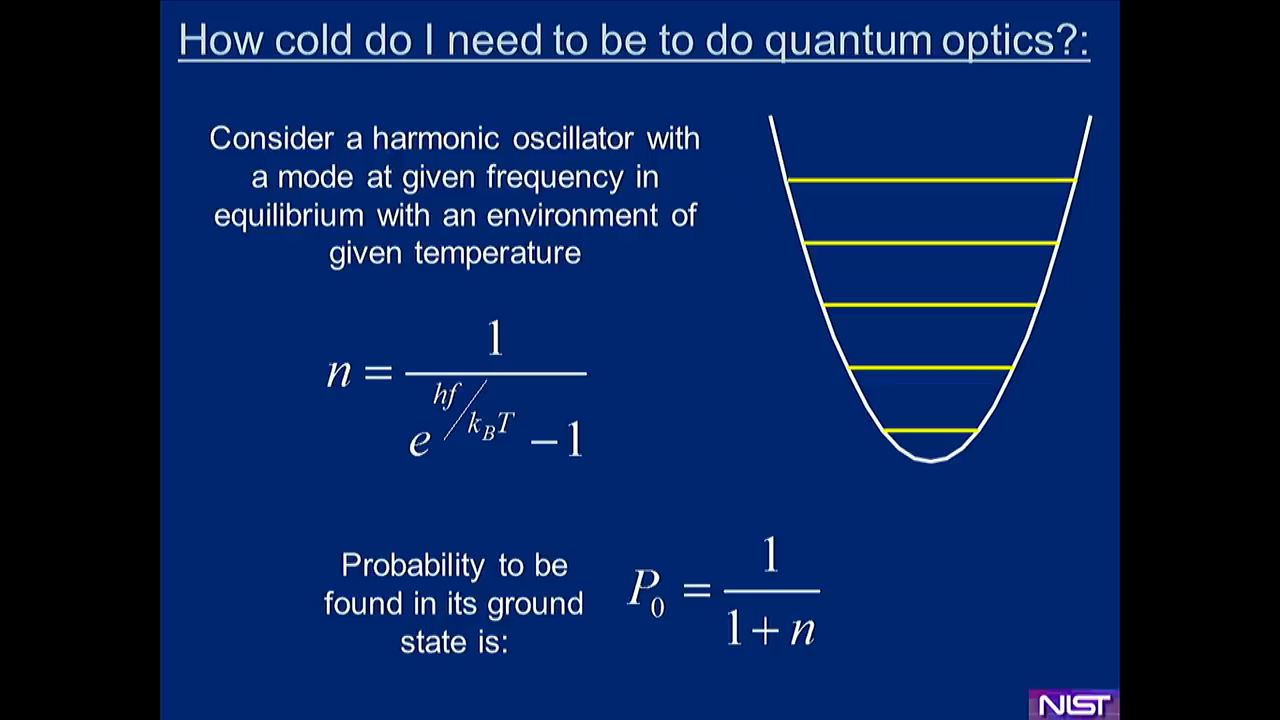 How cold do I need to be to do quantum optics?:
Consider a harmonic oscillator with
a mode at given frequency in
equilibrium with an environment of
given temperature
n = 1 / (e^{hf/k_BT} − 1)
Probability to be
found in its ground
state is:
P_0 = 1 / (1 + n)
NIST